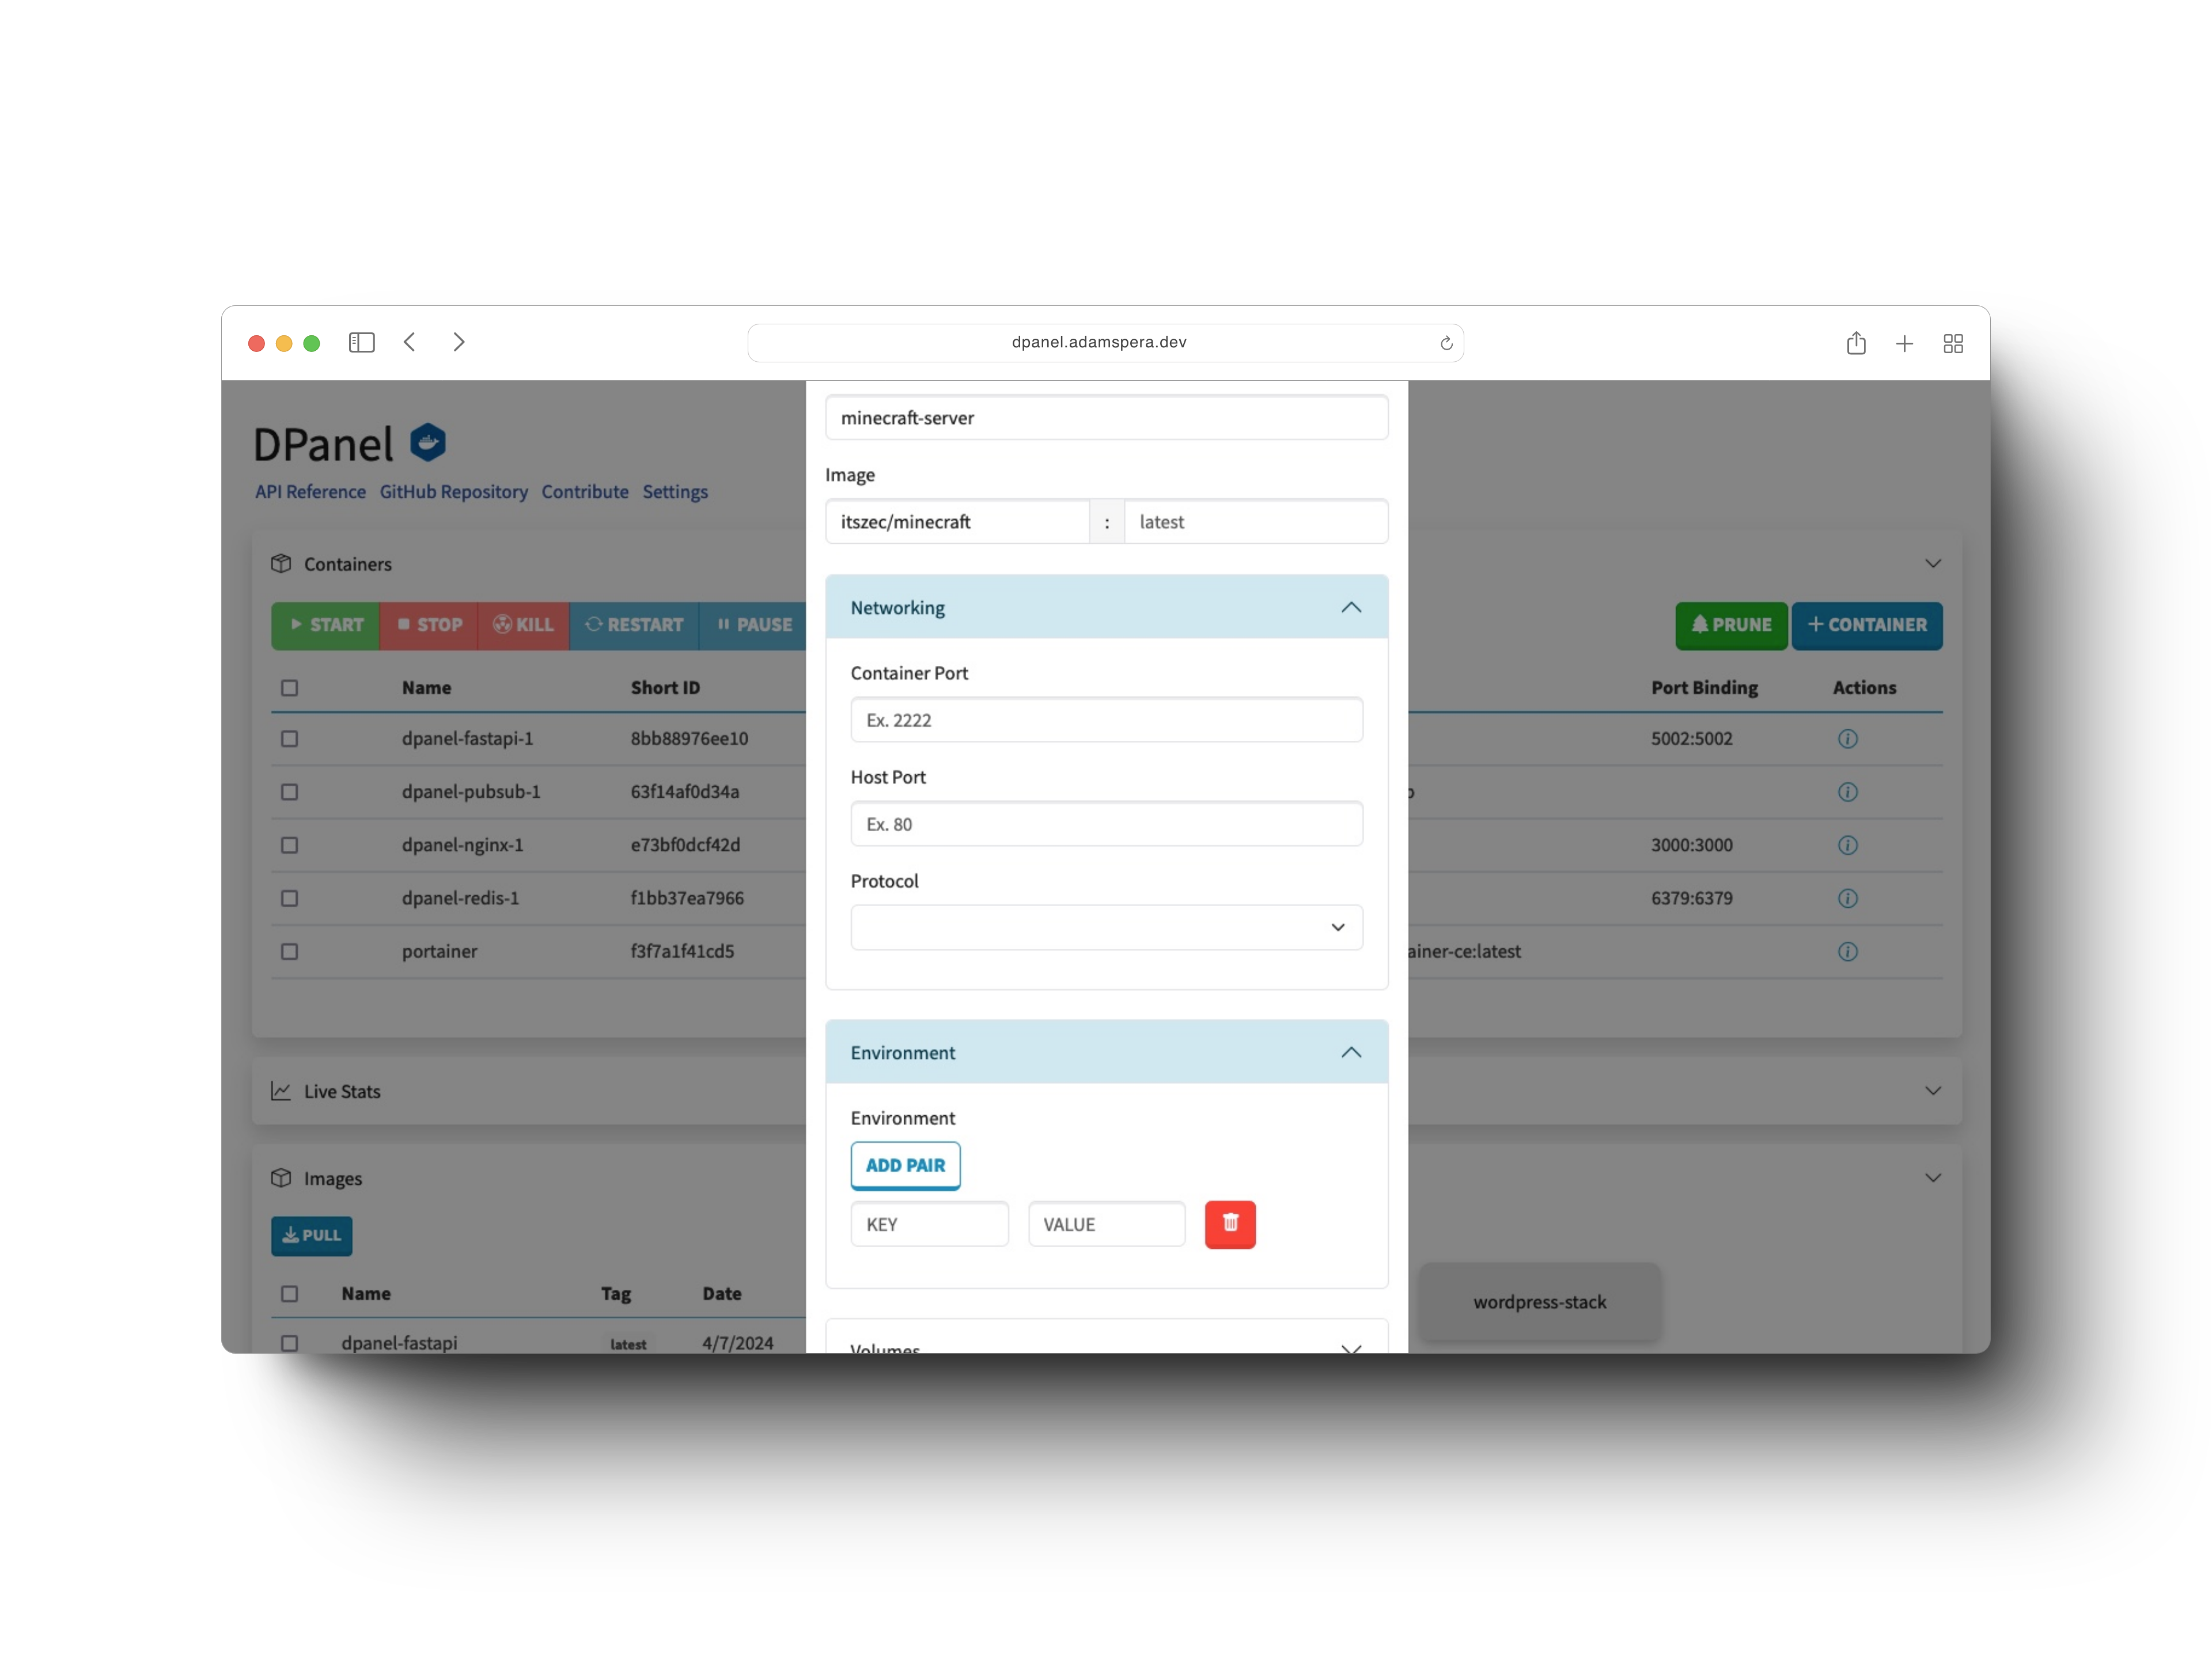 dpanel.adamspera.dev
DPanel
API Reference GitHub Repository Contribute Settings
Containers
START STOP KILL RESTART PAUSE
PRUNE + CONTAINER
Name Short ID Port Binding Actions
dpanel-fastapi-1 8bb88976ee10 5002:5002
dpanel-pubsub-1 63f14af0d34a
dpanel-nginx-1 e73bf0dcf42d 3000:3000
dpanel-redis-1 f1bb37ea7966 6379:6379
portainer f3f7a1f41cd5 ainer-ce:latest
Live Stats
Images
PULL
Name Tag Date
dpanel-fastapi latest 4/7/2024
wordpress-stack
minecraft-server
Image
itszec/minecraft : latest
Networking
Container Port
Ex. 2222
Host Port
Ex. 80
Protocol
Environment
Environment
ADD PAIR
KEY VALUE
Volumes